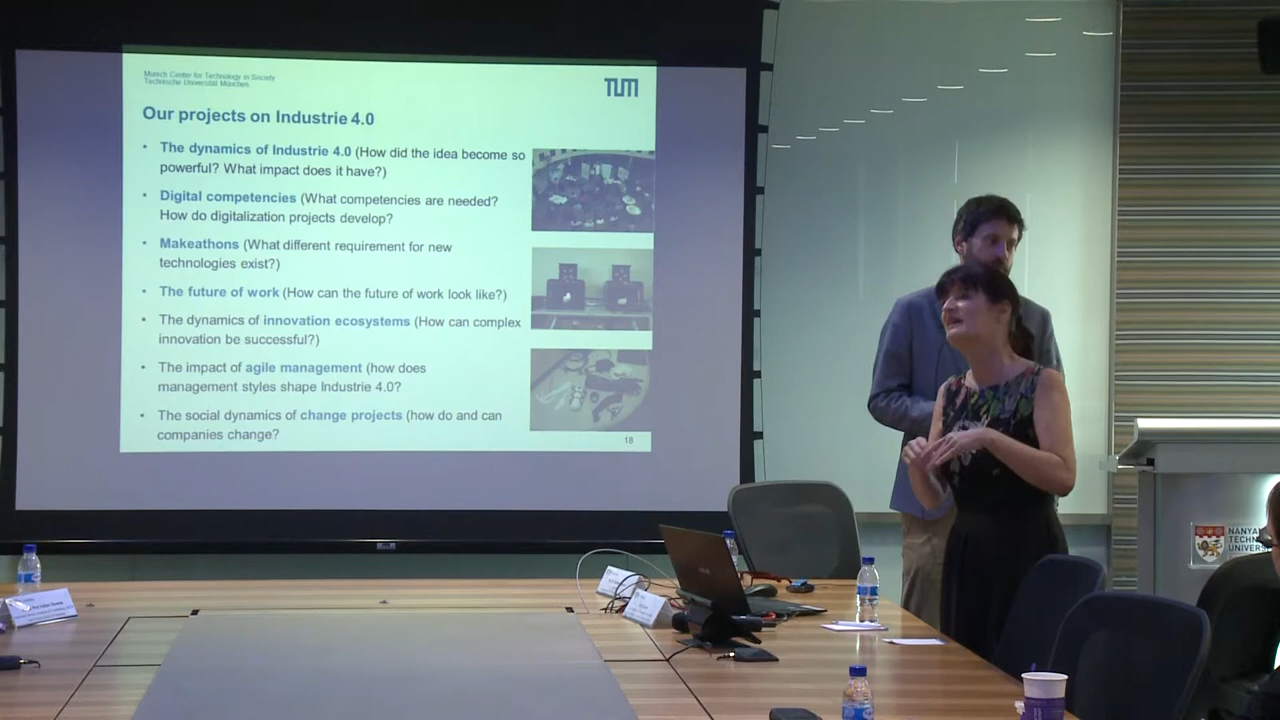 Munich Center for Technology in Society
Technische Universität München
TUM
Our projects on Industrie 4.0
• The dynamics of Industrie 4.0 (How did the idea become so
powerful? What impact does it have?)
• Digital competencies (What competencies are needed?
How do digitalization projects develop?
• Makeathons (What different requirement for new
technologies exist?)
• The future of work (How can the future of work look like?)
• The dynamics of innovation ecosystems (How can complex
innovation be successful?)
• The impact of agile management (how does
management styles shape Industrie 4.0?
• The social dynamics of change projects (how do and can
companies change?
18
NANYA
TECHN
UNIVERS